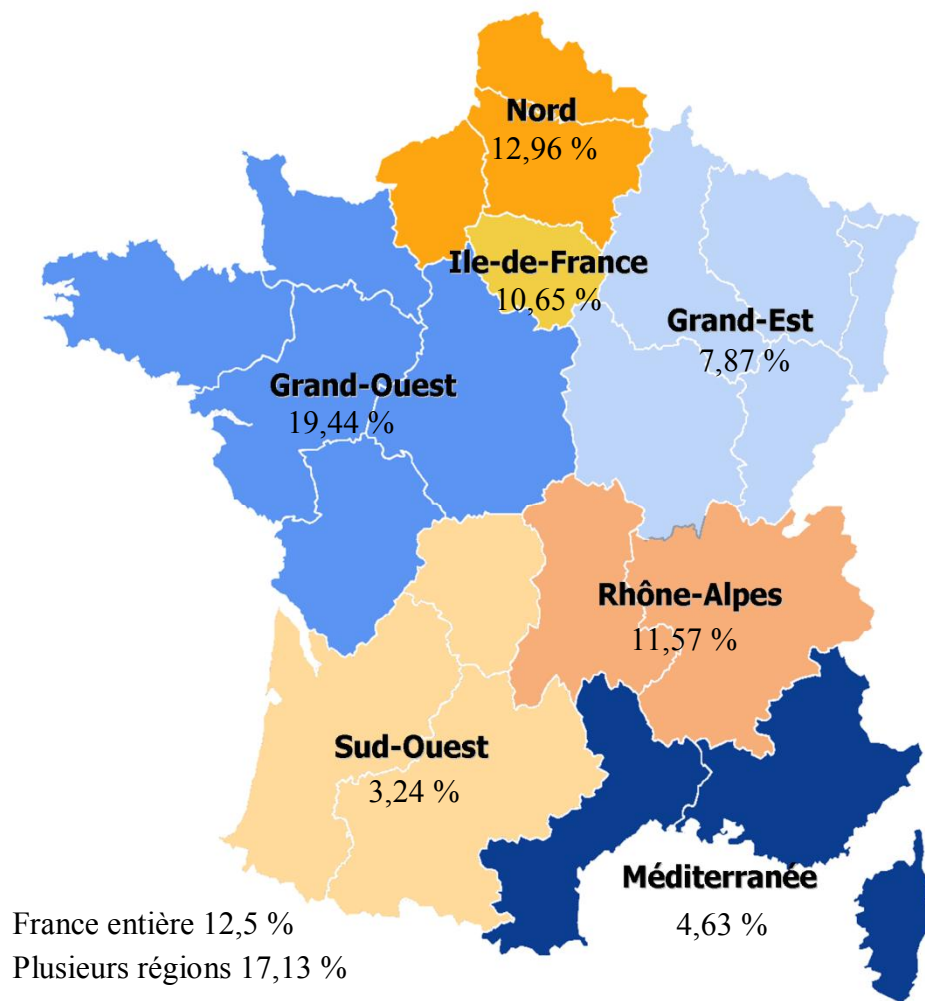 Nord
12,96 %
Ile-de-France
10,65 %
Grand-Est
7,87 %
Grand-Ouest
19,44 %
Rhône-Alpes
11,57 %
Sud-Ouest
3,24 %
Méditerranée
4,63 %
France entière 12,5 %
Plusieurs régions 17,13 %